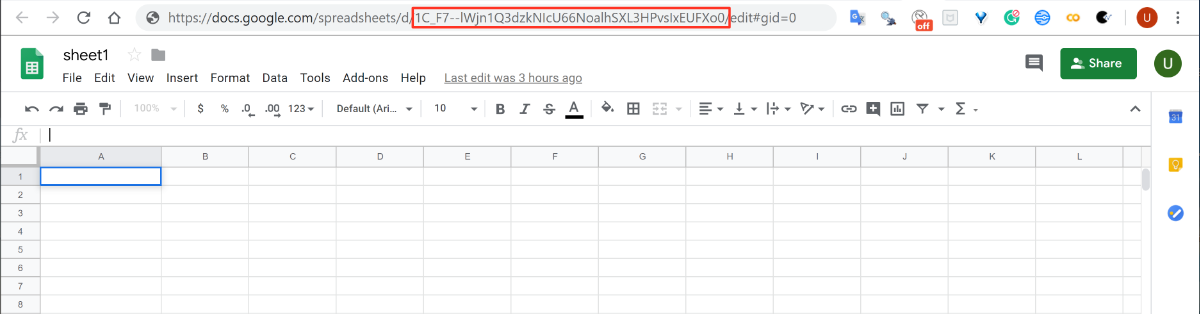 https://docs.google.com/spreadsheets/d/1C_F7--lWjn1Q3dzkNIcU66NoalhSXL3HPvsIxEUFXo0/edit#gid=0
off
U
sheet1
File Edit View Insert Format Data Tools Add-ons Help Last edit was 3 hours ago
Share
U
100% $ % .0 .00 123 Default (Ari... 10 B I S A Σ
31
fx
A B C D E F G H I J K L
1
2
3
4
5
6
7
8